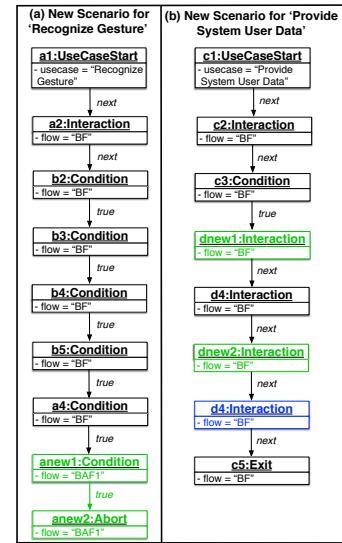 (a) New Scenario for
'Recognize Gesture'
a1:UseCaseStart
- usecase = "Recognize
Gesture"
next
a2:Interaction
- flow = "BF"
next
b2:Condition
- flow = "BF"
true
b3:Condition
- flow = "BF"
true
b4:Condition
- flow = "BF"
true
b5:Condition
- flow = "BF"
true
a4:Condition
- flow = "BF"
true
anew1:Condition
- flow = "BAF1"
true
anew2:Abort
- flow = "BAF1"
(b) New Scenario for 'Provide
System User Data'
c1:UseCaseStart
- usecase = "Provide
System User Data"
next
c2:Interaction
- flow = "BF"
next
c3:Condition
- flow = "BF"
true
dnew1:Interaction
- flow = "BF"
next
d4:Interaction
- flow = "BF"
next
dnew2:Interaction
- flow = "BF"
next
d4:Interaction
- flow = "BF"
next
c5:Exit
- flow = "BF"